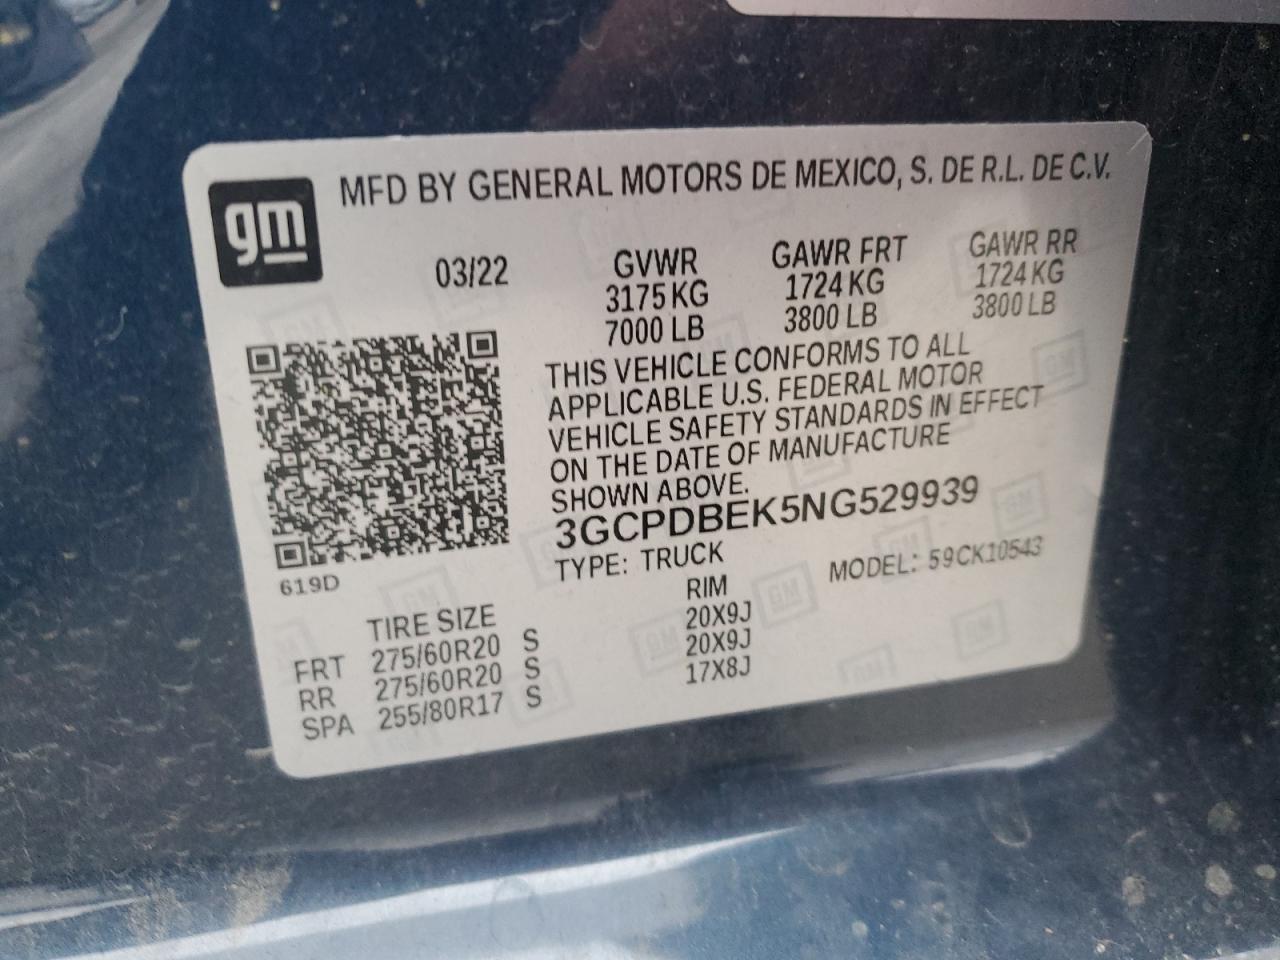 gm
MFD BY GENERAL MOTORS DE MEXICO, S. DE R.L. DE C.V.
03/22
GVWR
3175 KG
7000 LB
GAWR FRT
1724 KG
3800 LB
GAWR RR
1724 KG
3800 LB
THIS VEHICLE CONFORMS TO ALL
APPLICABLE U.S. FEDERAL MOTOR
VEHICLE SAFETY STANDARDS IN EFFECT
ON THE DATE OF MANUFACTURE
SHOWN ABOVE.
3GCPDBEK5NG529939
TYPE: TRUCK
MODEL: 59CK10543
619D
TIRE SIZE RIM
FRT 275/60R20 S 20X9J
RR 275/60R20 S 20X9J
SPA 255/80R17 S 17X8J